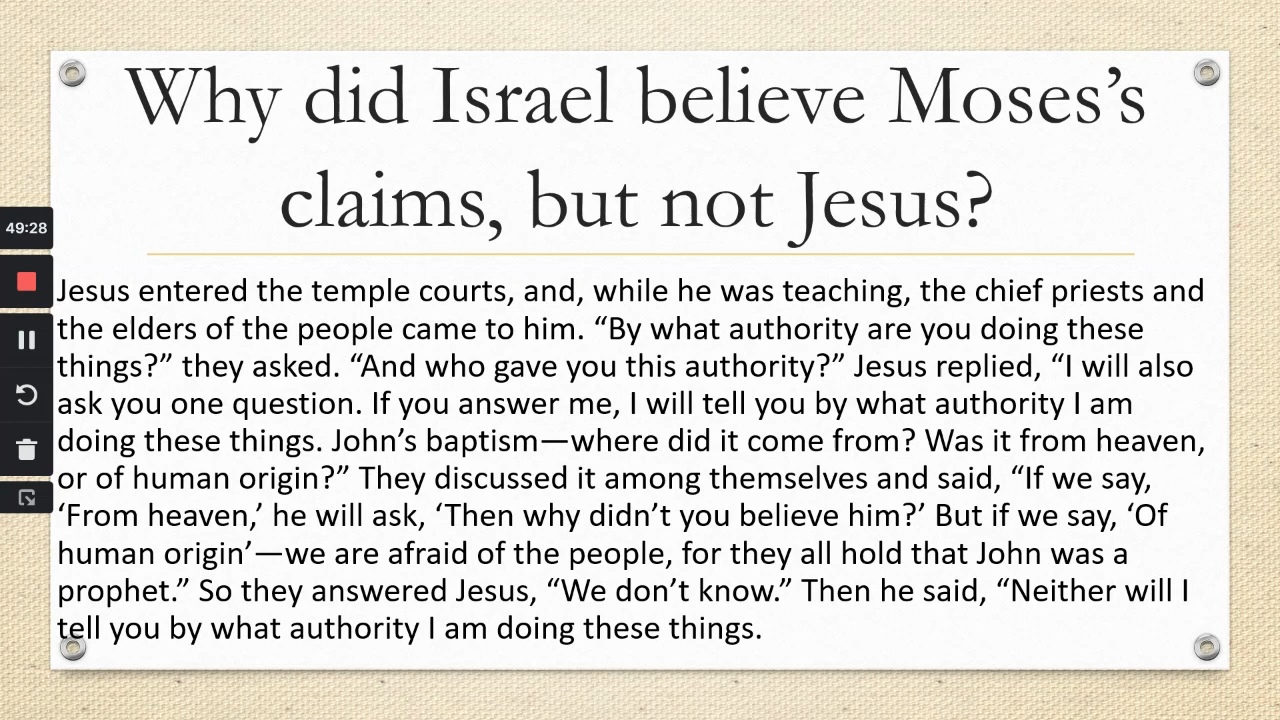 Why did Israel believe Moses’s
claims, but not Jesus?
49:28
Jesus entered the temple courts, and, while he was teaching, the chief priests and
the elders of the people came to him. “By what authority are you doing these
things?” they asked. “And who gave you this authority?” Jesus replied, “I will also
ask you one question. If you answer me, I will tell you by what authority I am
doing these things. John’s baptism—where did it come from? Was it from heaven,
or of human origin?” They discussed it among themselves and said, “If we say,
‘From heaven,’ he will ask, ‘Then why didn’t you believe him?’ But if we say, ‘Of
human origin’—we are afraid of the people, for they all hold that John was a
prophet.” So they answered Jesus, “We don’t know.” Then he said, “Neither will I
tell you by what authority I am doing these things.